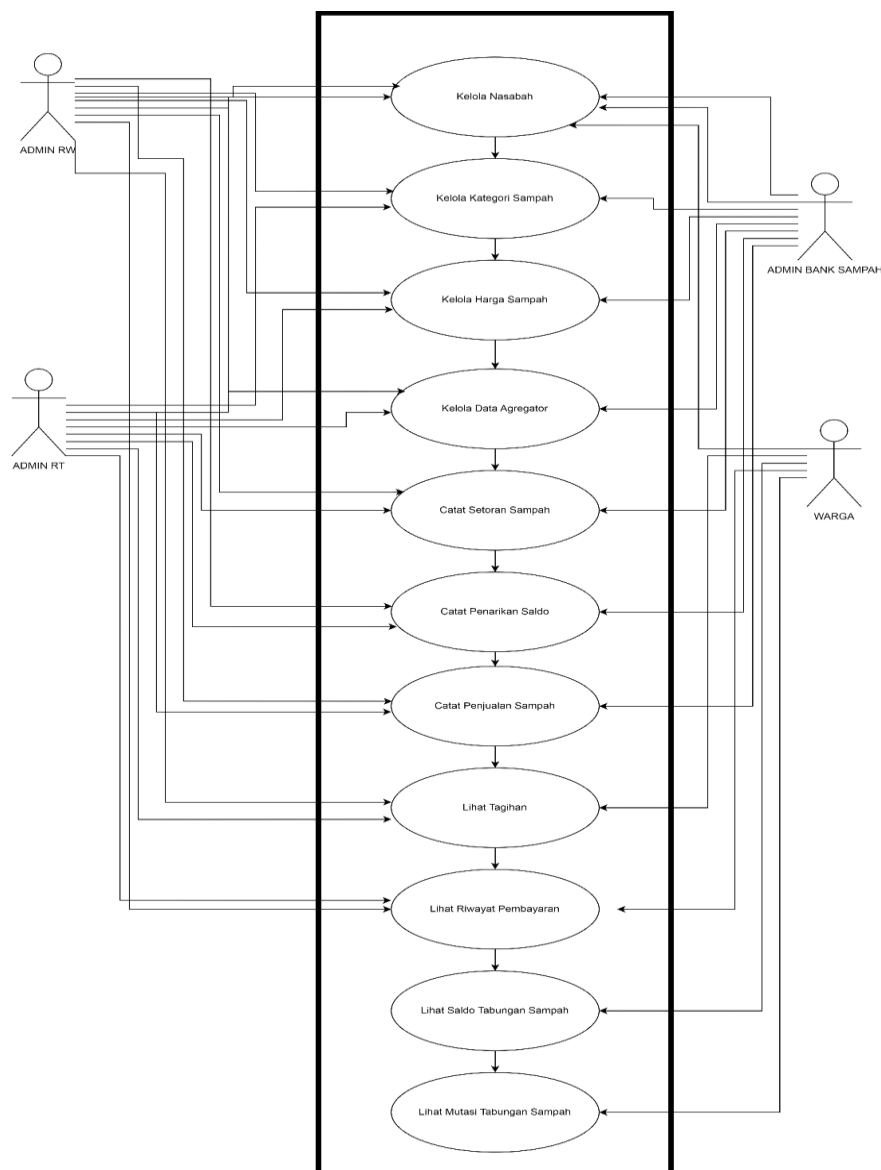 Kelola Nasabah
ADMIN RW
Kelola Kategori Sampah
ADMIN BANK SAMPAH
Kelola Harga Sampah
Kelola Data Agregator
ADMIN RT
Catat Setoran Sampah
WARGA
Catat Penarikan Saldo
Catat Penjualan Sampah
Lihat Tagihan
Lihat Riwayat Pembayaran
Lihat Saldo Tabungan Sampah
Lihat Mutasi Tabungan Sampah